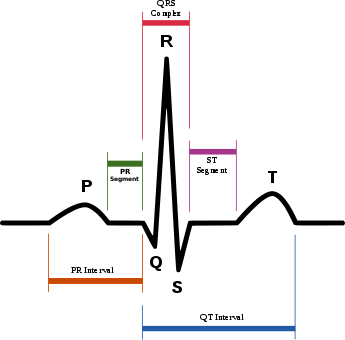 QRS
Complex
R
PR
Segment
ST
Segment
P
T
Q
S
PR Interval
QT Interval